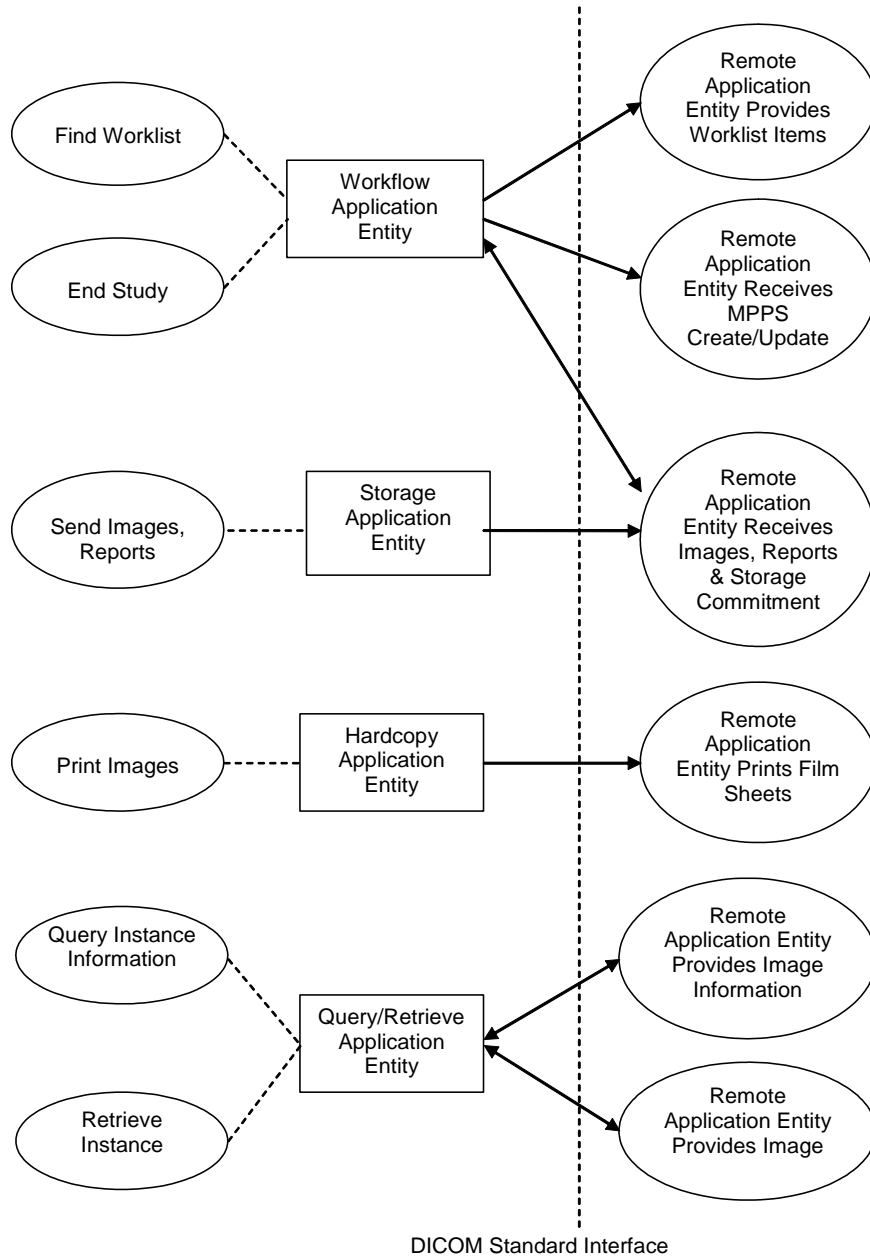 Remote
Application
Entity Provides
Worklist Items
Find Worklist
Workflow
Application
Entity
End Study
Remote
Application
Entity Receives
MPPS
Create/Update
Send Images,
Reports
Storage
Application
Entity
Remote
Application
Entity Receives
Images, Reports
& Storage
Commitment
Print Images
Hardcopy
Application
Entity
Remote
Application
Entity Prints Film
Sheets
Query Instance
Information
Remote
Application Entity
Provides Image
Information
Query/Retrieve
Application
Entity
Retrieve
Instance
Remote
Application Entity
Provides Image
DICOM Standard Interface